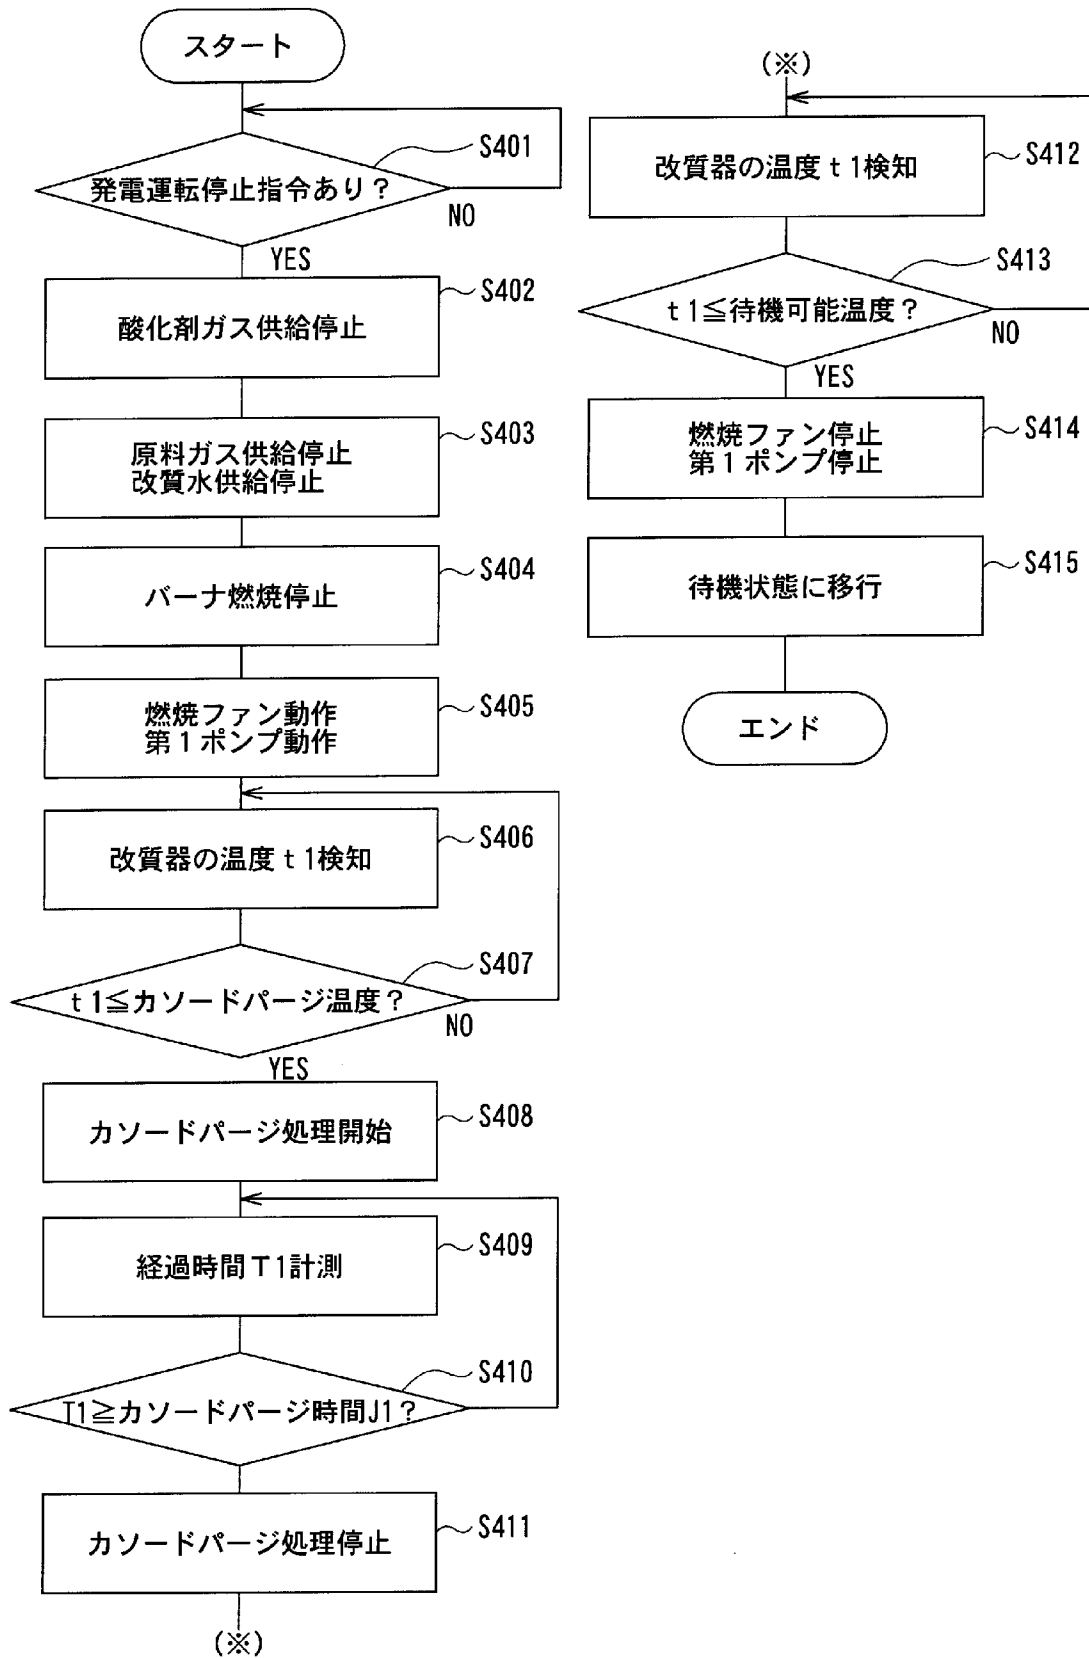 スタート
発電運転停止指令あり?
S401
NO
YES
酸化剤ガス供給停止
S402
原料ガス供給停止
改質水供給停止
S403
バーナ燃焼停止
S404
燃焼ファン動作
第1ポンプ動作
S405
改質器の温度t1検知
S406
t1≦カソードパージ温度?
S407
NO
YES
カソードパージ処理開始
S408
経過時間T1計測
S409
T1≧カソードパージ時間J1?
S410
カソードパージ処理停止
S411
(※)
(※)
改質器の温度t1検知
S412
t1≦待機可能温度?
S413
NO
YES
燃焼ファン停止
第1ポンプ停止
S414
待機状態に移行
S415
エンド